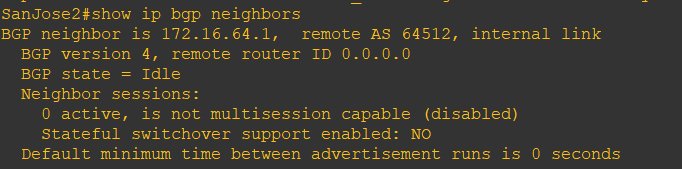 SanJose2#show ip bgp neighbors
BGP neighbor is 172.16.64.1,  remote AS 64512, internal link
  BGP version 4, remote router ID 0.0.0.0
  BGP state = Idle
  Neighbor sessions:
    0 active, is not multisession capable (disabled)
    Stateful switchover support enabled: NO
  Default minimum time between advertisement runs is 0 seconds